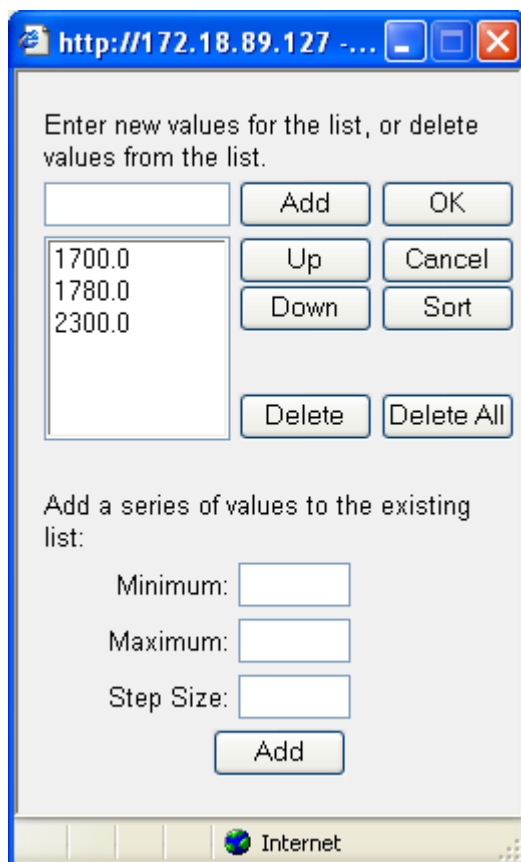 http://172.18.89.127 -...
Enter new values for the list, or delete
values from the list.
Add
OK
1700.0
1780.0
2300.0
Up
Cancel
Down
Sort
Delete
Delete All
Add a series of values to the existing
list:
Minimum:
Maximum:
Step Size:
Add
Internet